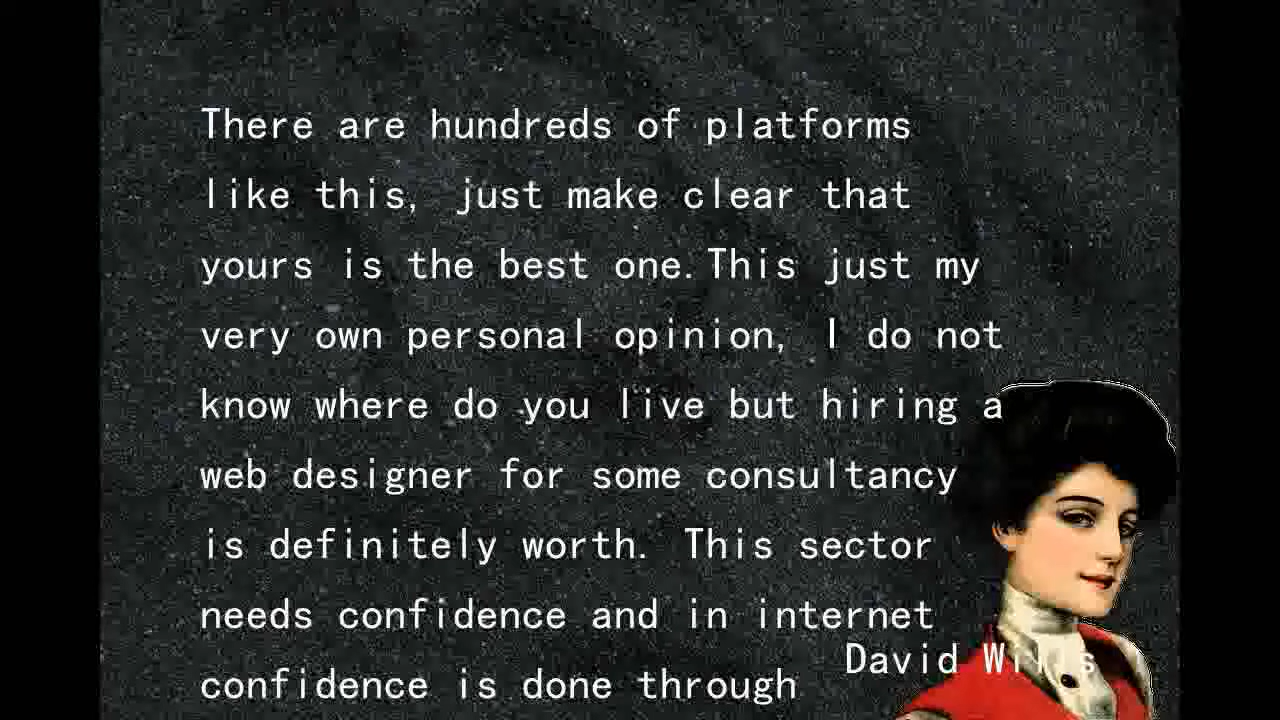 There are hundreds of platforms
like this, just make clear that
yours is the best one. This just my
very own personal opinion, I do not
know where do you live but hiring a
web designer for some consultancy
is definitely worth. This sector
needs confidence and in internet
confidence is done through
David Wills